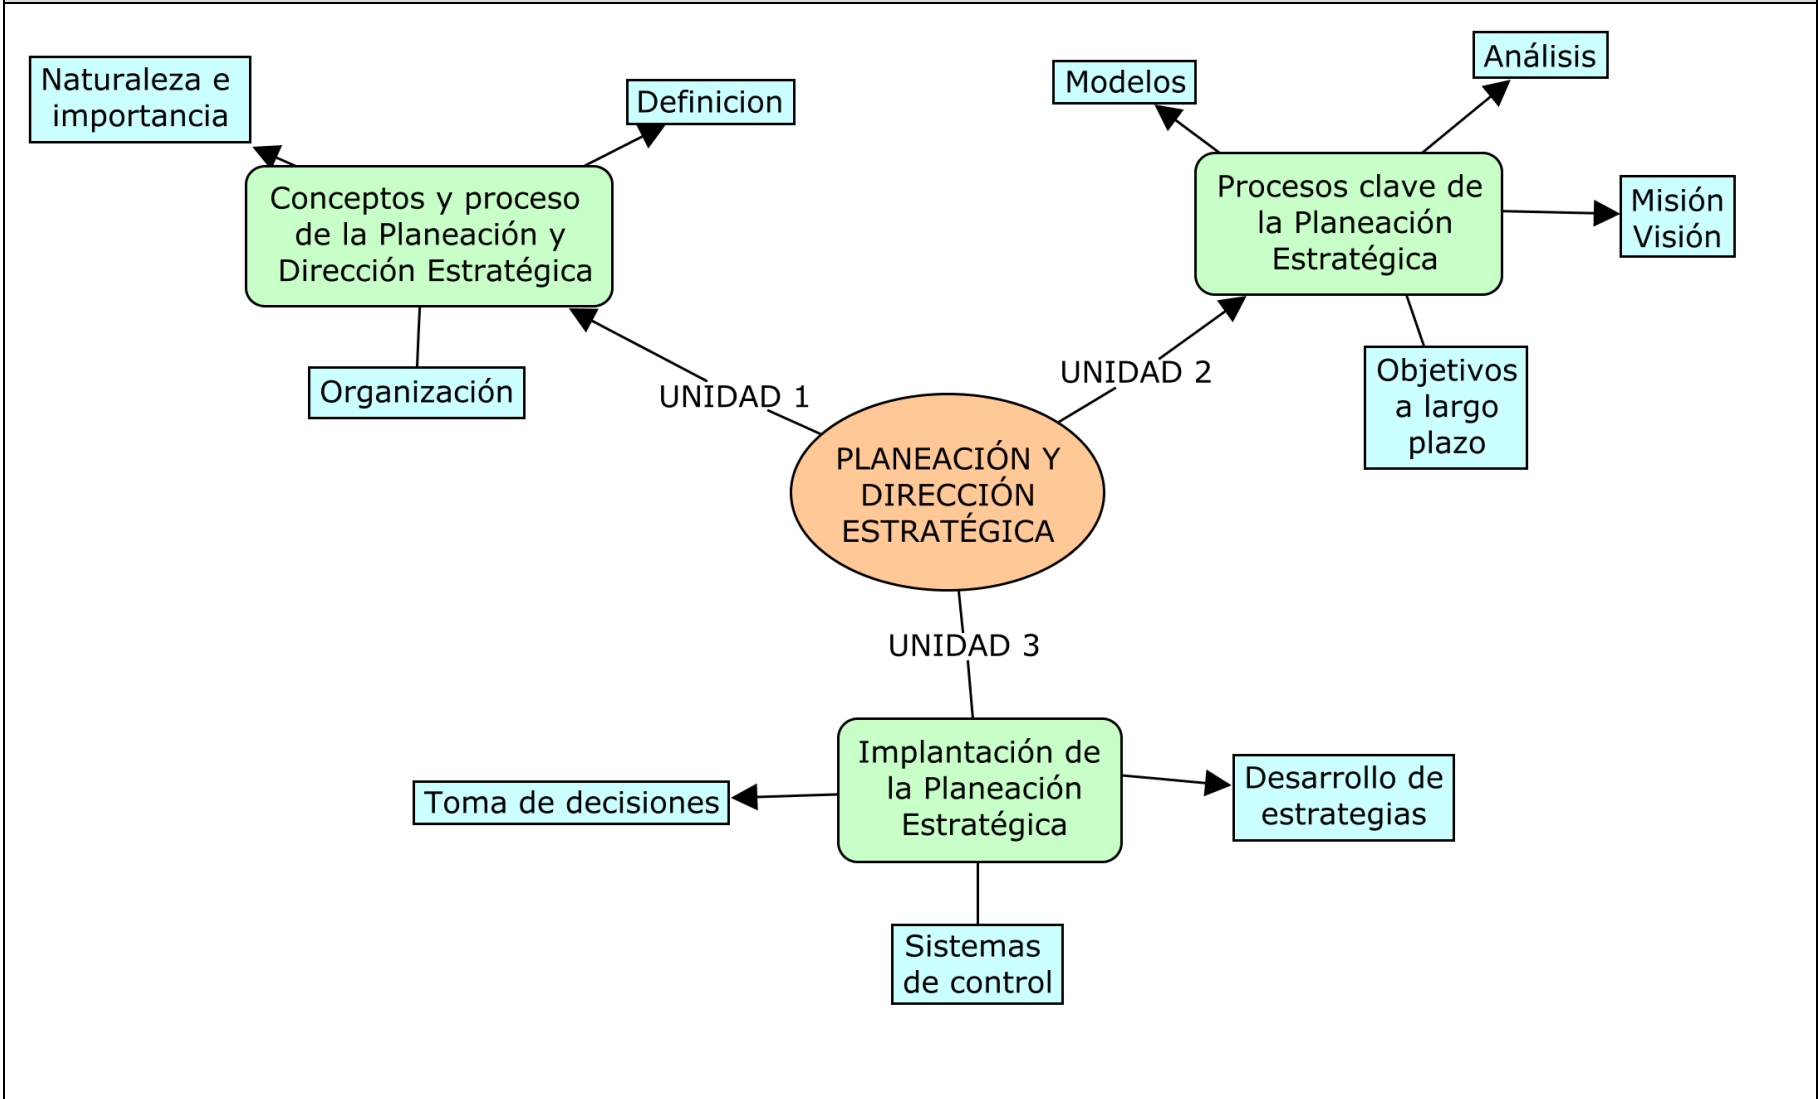 Naturaleza e
importancia
Definicion
Conceptos y proceso
de la Planeación y
Dirección Estratégica
Organización
UNIDAD 1
Modelos
Análisis
Procesos clave de
la Planeación
Estratégica
Misión
Visión
Objetivos
a largo
plazo
UNIDAD 2
PLANEACIÓN Y
DIRECCIÓN
ESTRATÉGICA
UNIDAD 3
Implantación de
la Planeación
Estratégica
Toma de decisiones
Desarrollo de
estrategias
Sistemas
de control